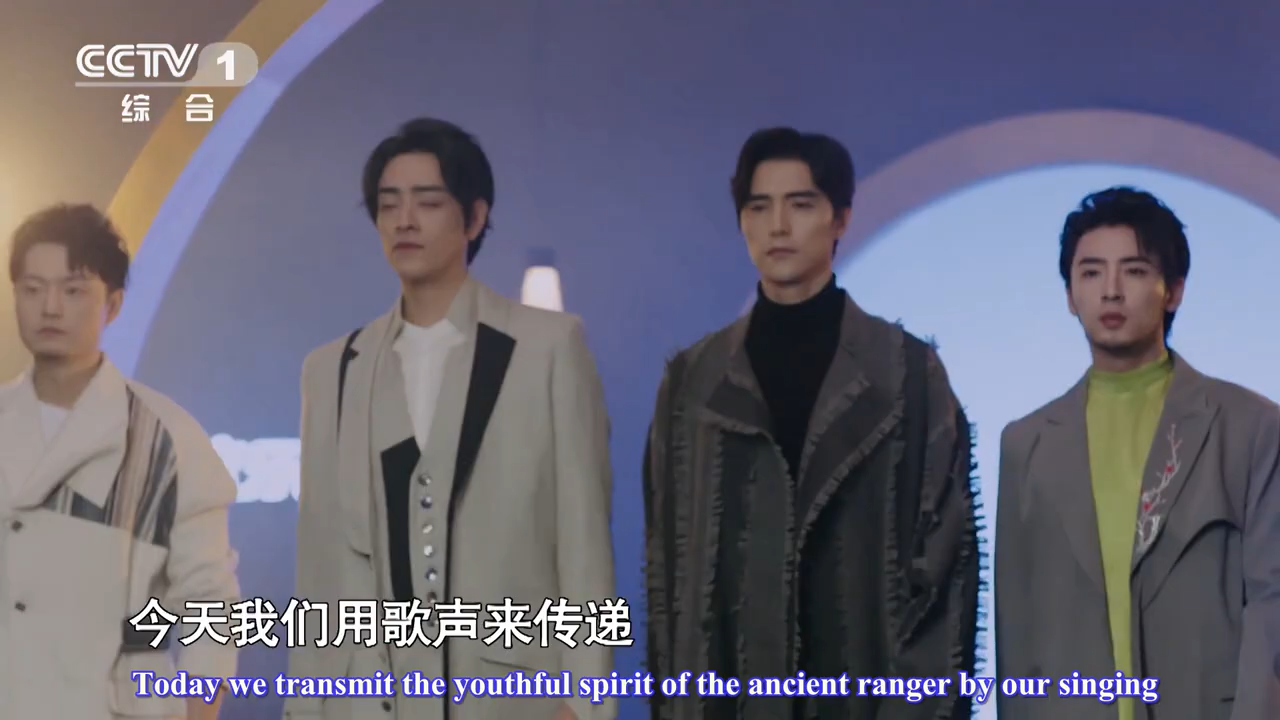 CCTV 1
综合
今天我们用歌声来传递
Today we transmit the youthful spirit of the ancient ranger by our singing